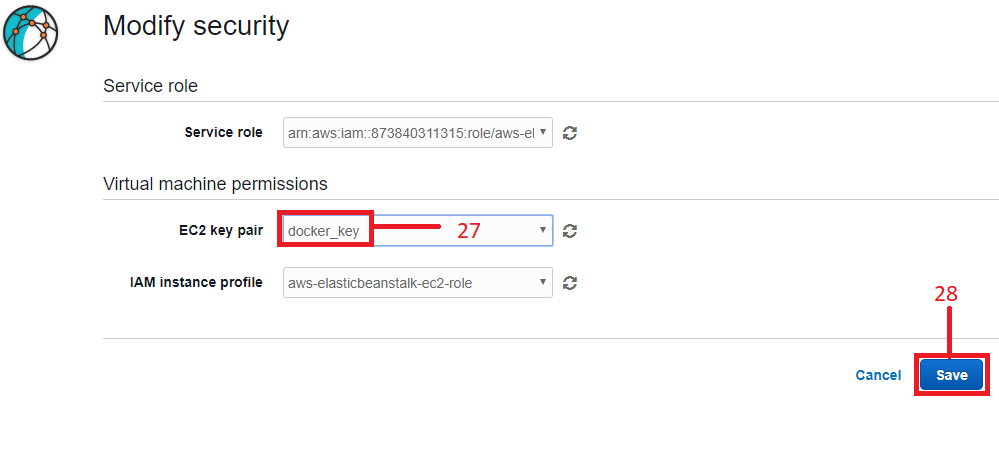 Modify security
Service role
Service role arn:aws:iam::873840311315:role/aws-el
Virtual machine permissions
EC2 key pair docker_key 27
IAM instance profile aws-elasticbeanstalk-ec2-role
28
Cancel Save